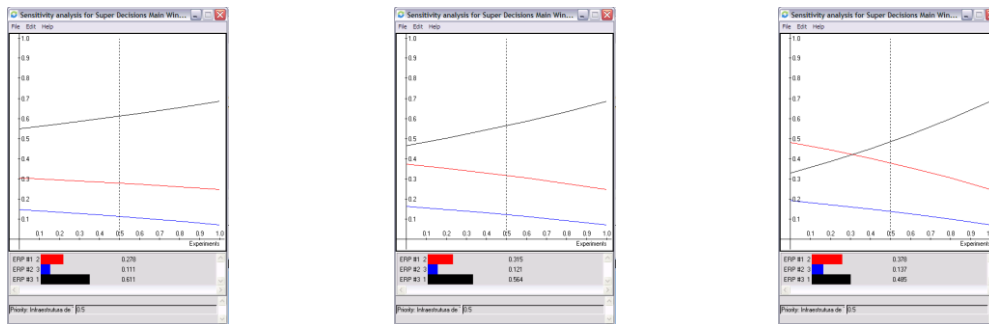 Sensitivity analysis for Super Decisions Main Win...
File Edit Help
1.0
0.9
0.8
0.7
0.6
0.5
0.4
0.3
0.2
0.1
0.1 0.2 0.3 0.4 0.5 0.6 0.7 0.8 0.9 1.0
Experiments
ERP #1 2 0.278
ERP #2 3 0.111
ERP #3 1 0.611
Priority: Infraestrutura de ~ 0.5
Sensitivity analysis for Super Decisions Main Win...
File Edit Help
1.0
0.9
0.8
0.7
0.6
0.5
0.4
0.3
0.2
0.1
0.1 0.2 0.3 0.4 0.5 0.6 0.7 0.8 0.9 1.0
Experiments
ERP #1 2 0.315
ERP #2 3 0.121
ERP #3 1 0.564
Priority: Infraestrutura de ~ 0.5
Sensitivity analysis for Super Decisions Main Win...
File Edit Help
1.0
0.9
0.8
0.7
0.6
0.5
0.4
0.3
0.2
0.1
0.1 0.2 0.3 0.4 0.5 0.6 0.7 0.8 0.9
Experiments
ERP #1 2 0.378
ERP #2 3 0.137
ERP #3 1 0.485
Priority: Infraestrutura de ~ 0.5